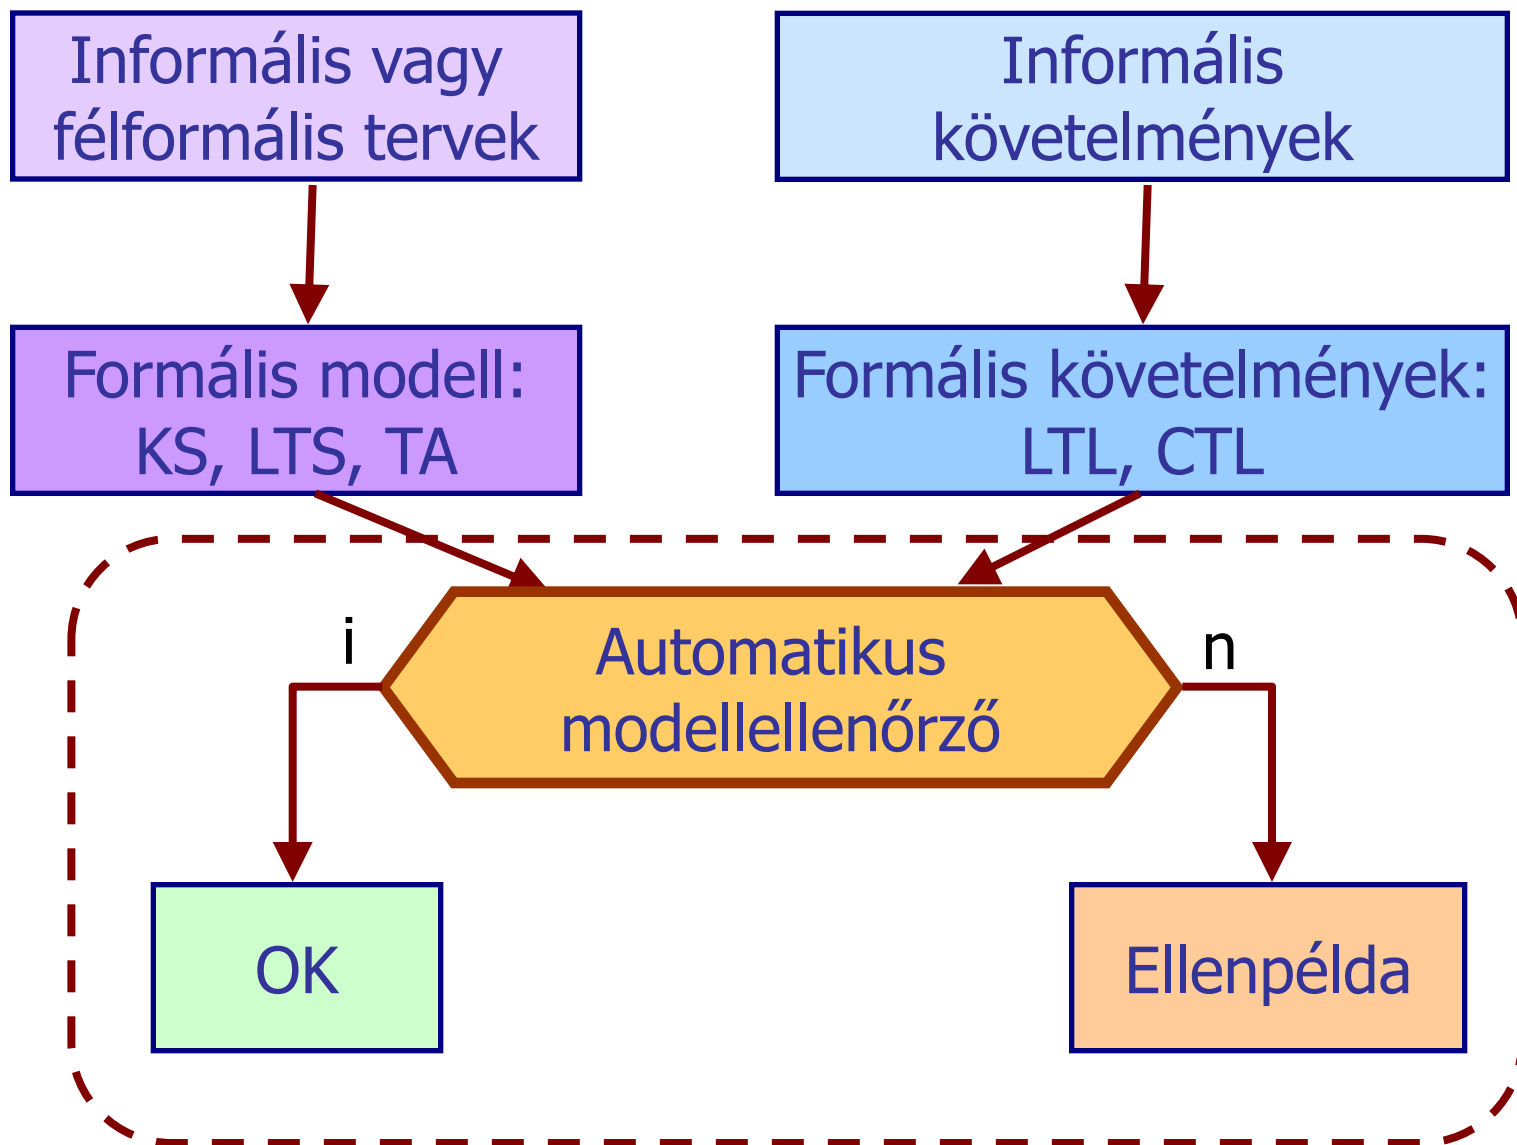 Informális vagy
félformális tervek
Informális
követelmények
Formális modell:
KS, LTS, TA
Formális követelmények:
LTL, CTL
i
Automatikus
modellellenőrző
n
OK
Ellenpélda